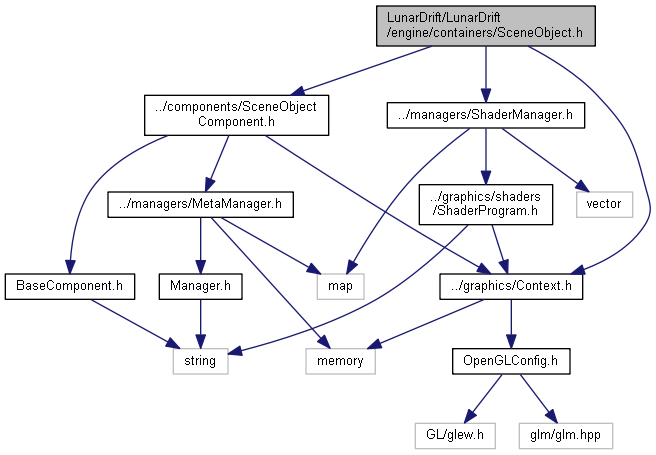 LunarDrift/LunarDrift
/engine/containers/SceneObject.h
../components/SceneObject
Component.h
../managers/ShaderManager.h
../managers/MetaManager.h
../graphics/shaders
/ShaderProgram.h
vector
BaseComponent.h
Manager.h
map
../graphics/Context.h
string
memory
OpenGLConfig.h
GL/glew.h
glm/glm.hpp